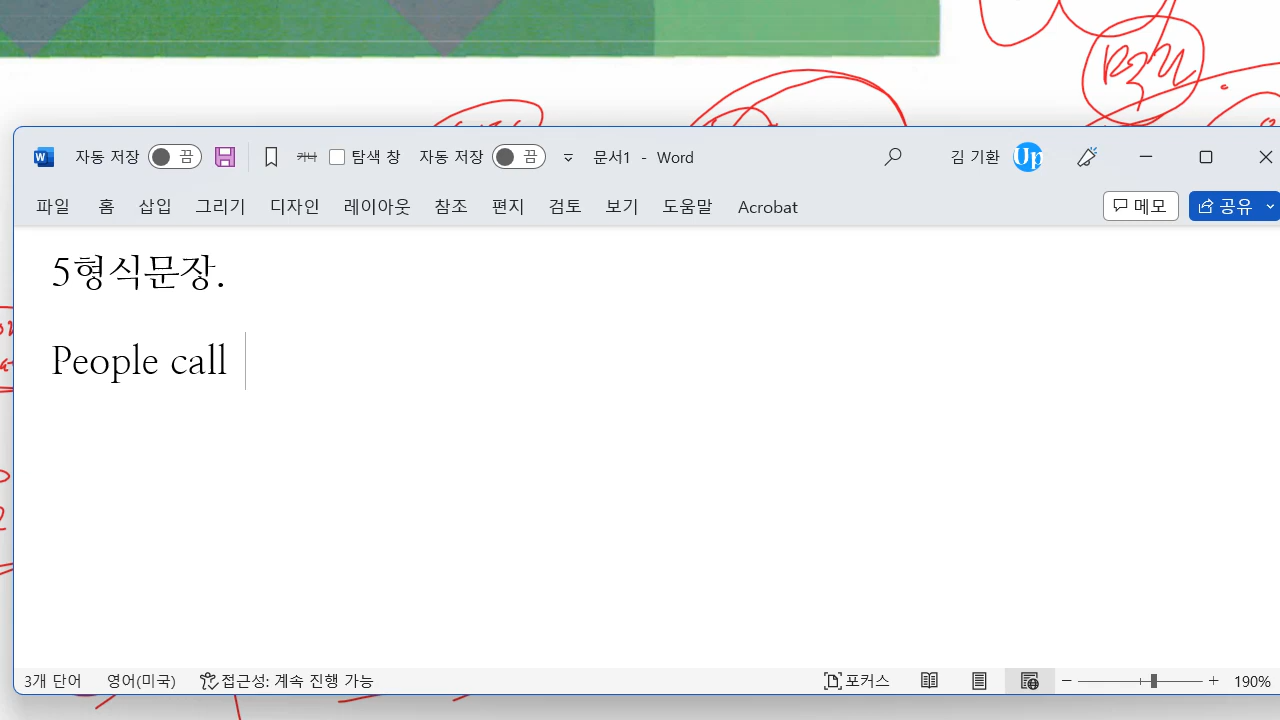 자동 저장 끔 가나 탐색 창 자동 저장 끔 문서1 - Word 김 기환 Up
파일 홈 삽입 그리기 디자인 레이아웃 참조 편지 검토 보기 도움말 Acrobat 메모 공유
5형식문장.
People call
3개 단어 영어(미국) 접근성: 계속 진행 가능 포커스 190%